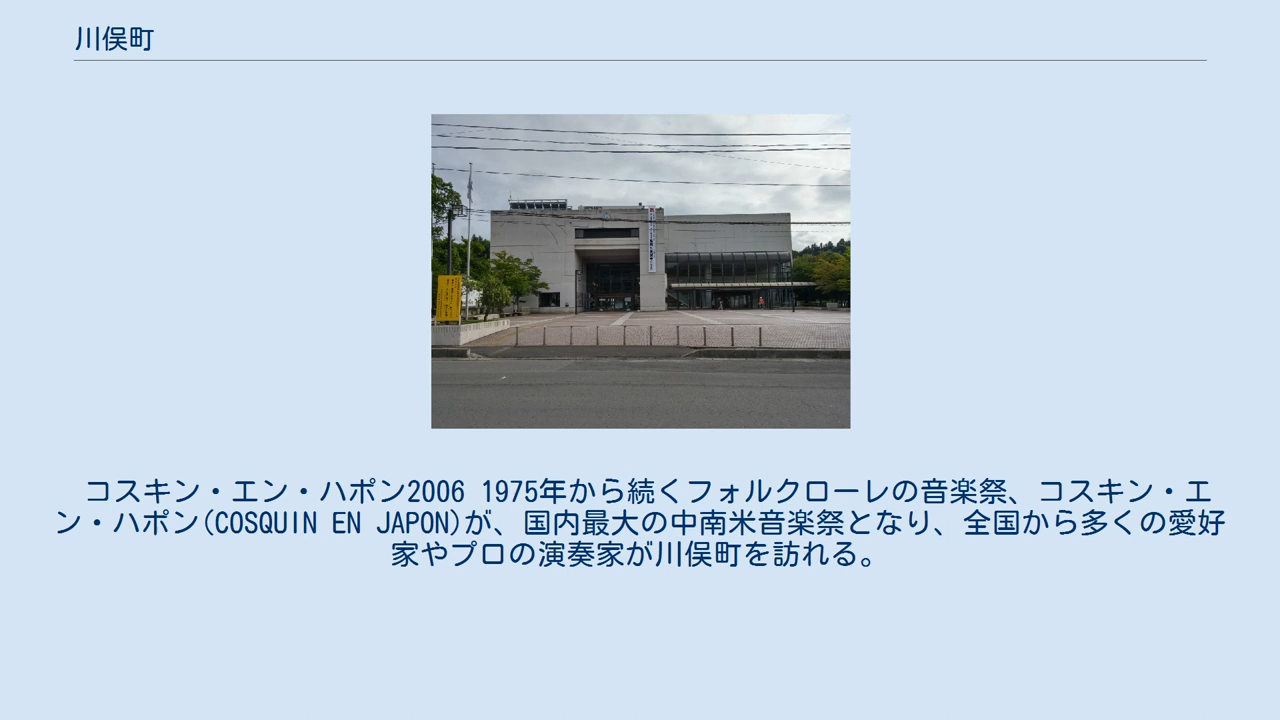 川俣町
コスキン・エン・ハポン2006 1975年から続くフォルクローレの音楽祭、コスキン・エ
ン・ハポン(COSQUIN EN JAPON)が、国内最大の中南米音楽祭となり、全国から多くの愛好
家やプロの演奏家が川俣町を訪れる。